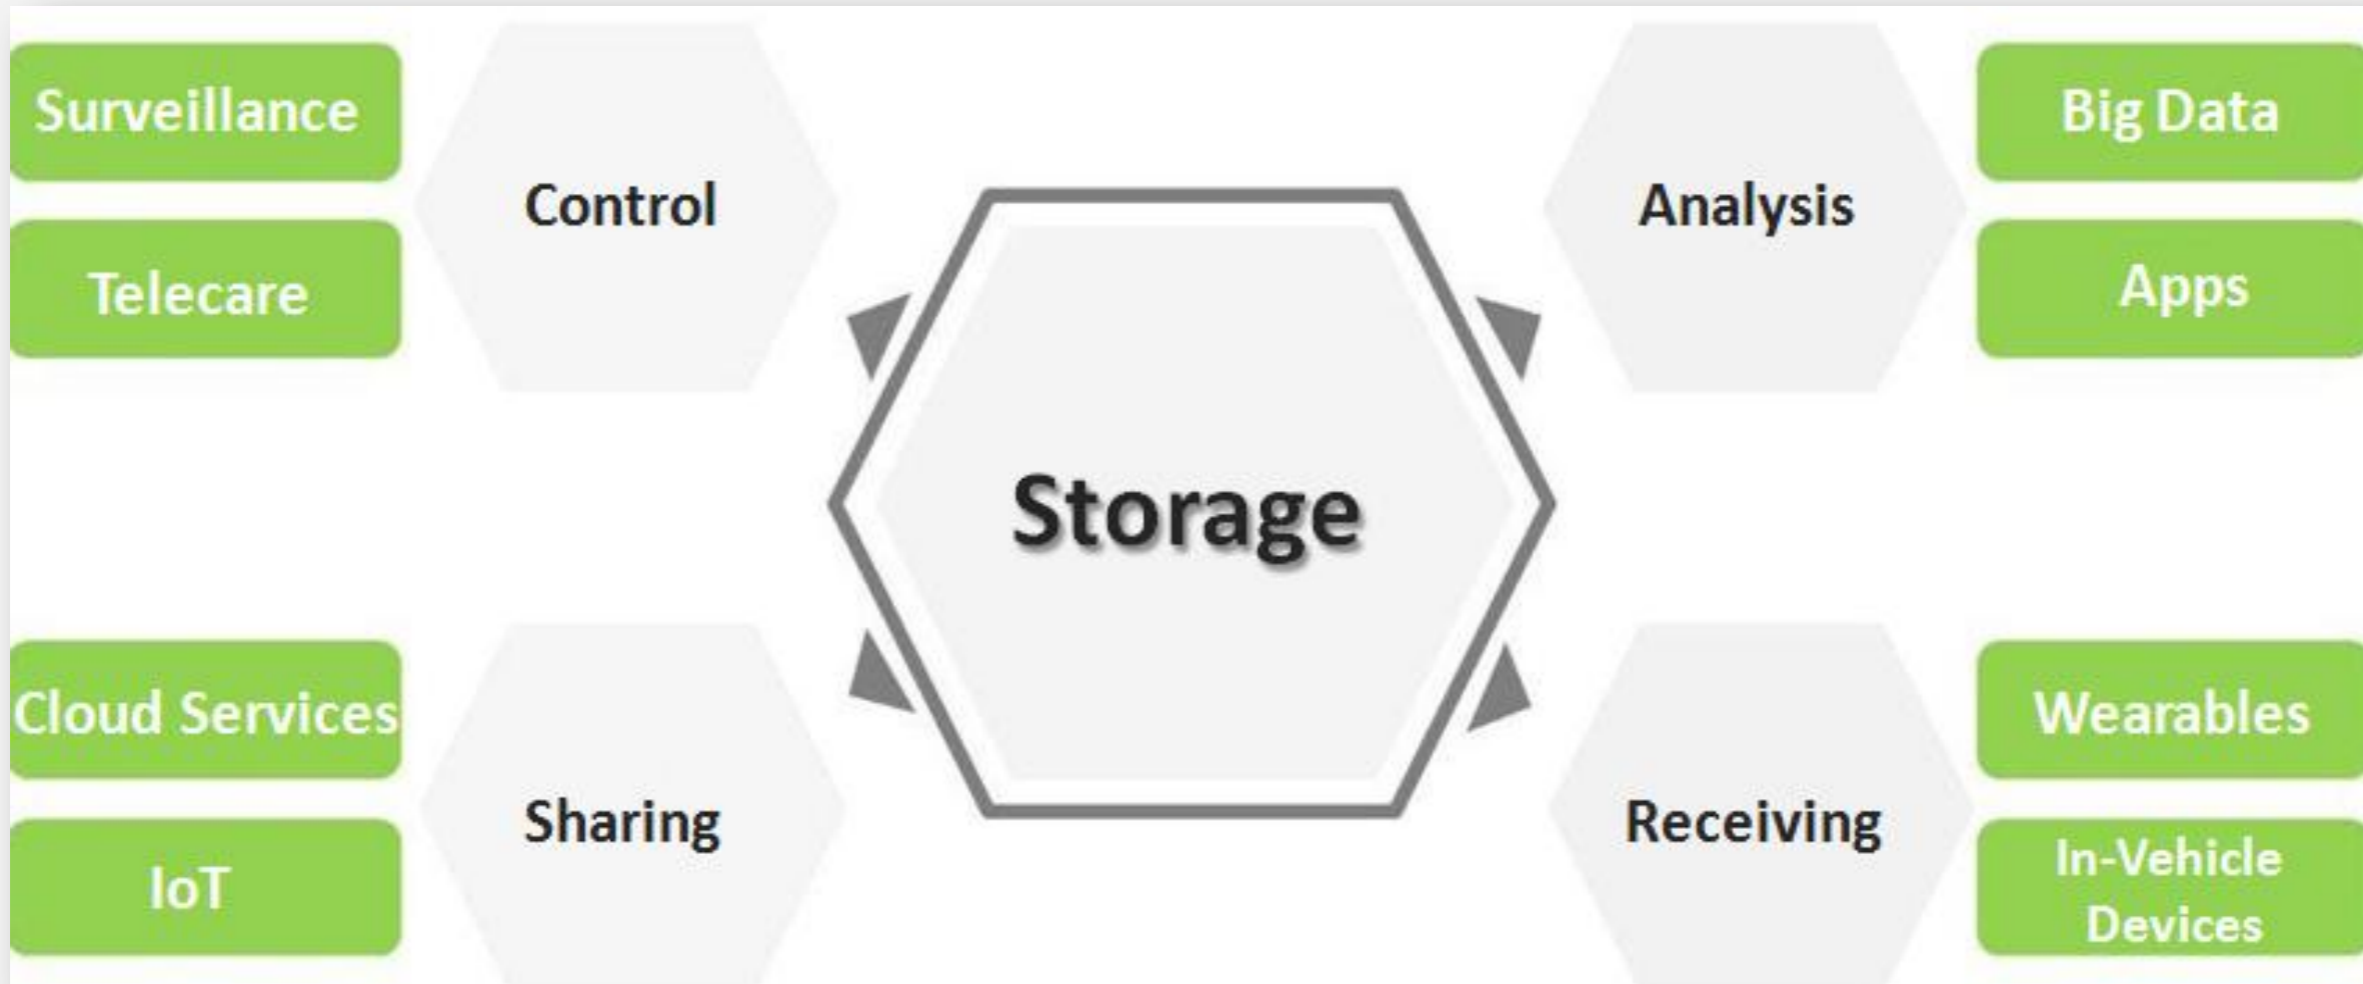 Surveillance
Telecare
Control
Analysis
Big Data
Apps
Storage
Cloud Services
IoT
Sharing
Receiving
Wearables
In-Vehicle
Devices